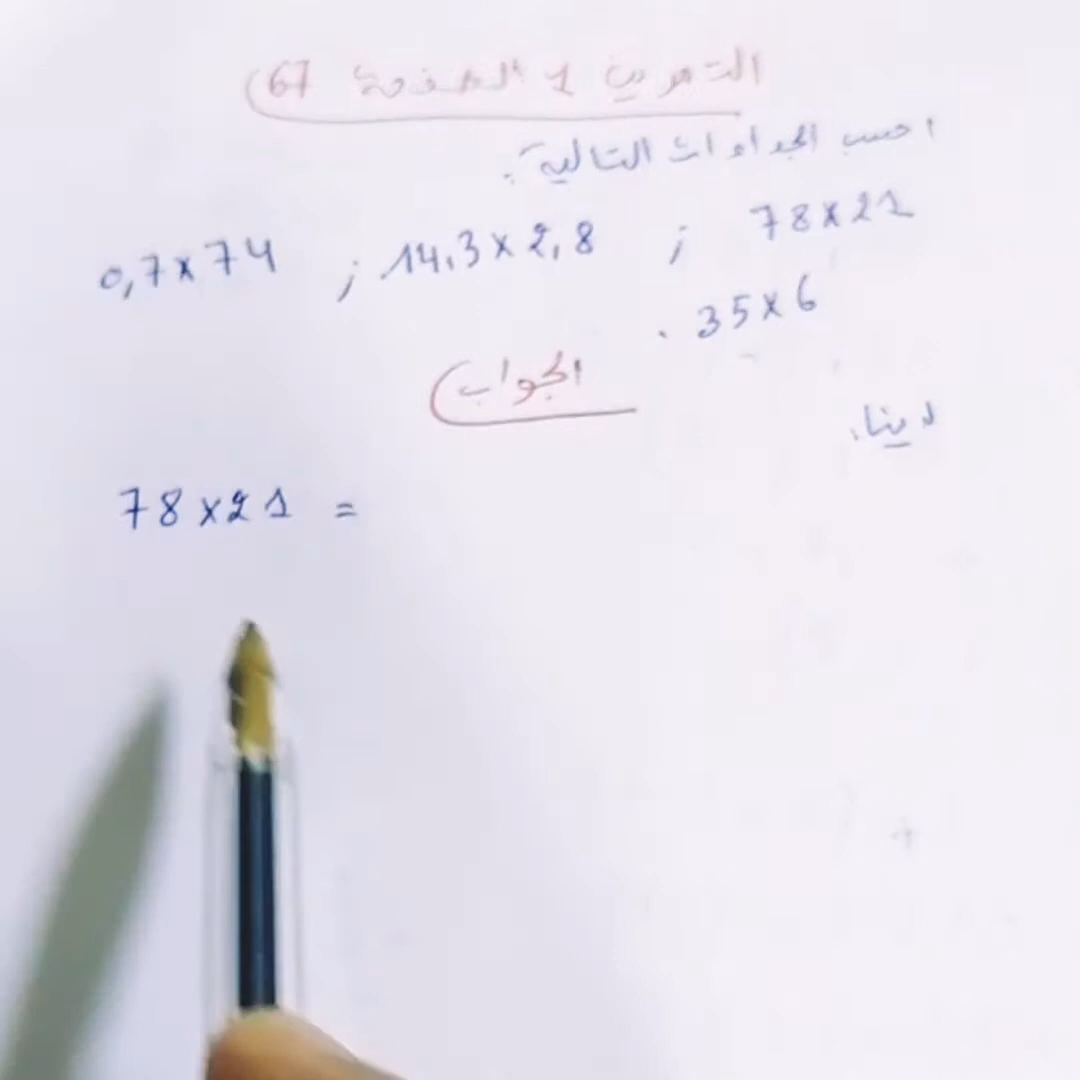 التمرين 1 الصفحة 67
احسب الجداءات التالية:
78x21 ; 14,3x2,8 ; 0,7x74
35x6 .
الجواب
لدينا:
78x21 =